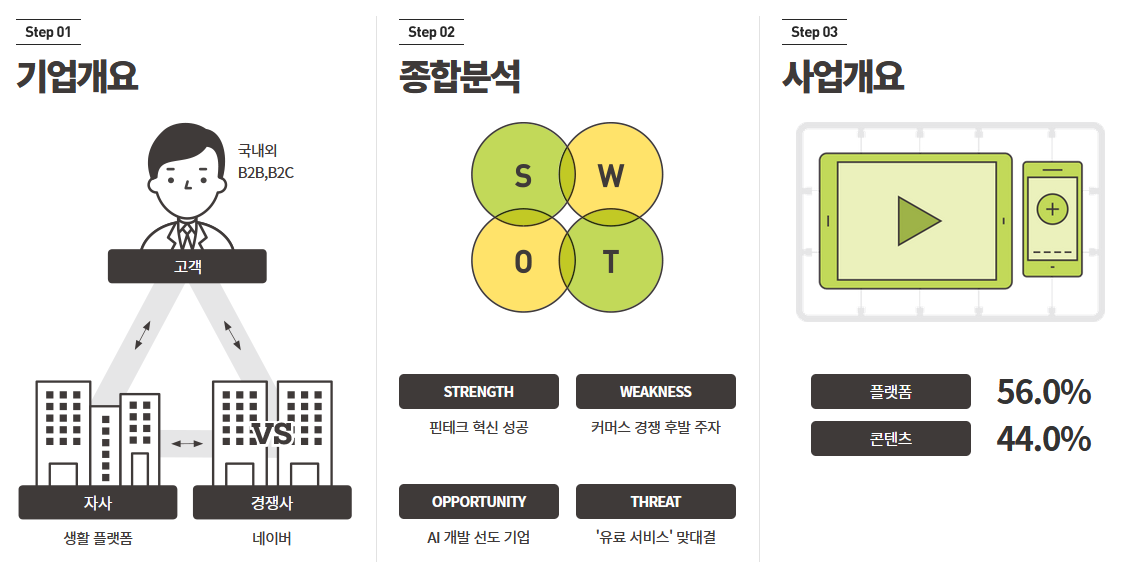 Step 01
기업개요
국내외
B2B,B2C
고객
VS
자사
경쟁사
생활 플랫폼
네이버
Step 02
종합분석
S
W
O
T
STRENGTH
WEAKNESS
핀테크 혁신 성공
커머스 경쟁 후발 주자
OPPORTUNITY
THREAT
AI 개발 선도 기업
'유료 서비스' 맞대결
Step 03
사업개요
플랫폼
56.0%
콘텐츠
44.0%